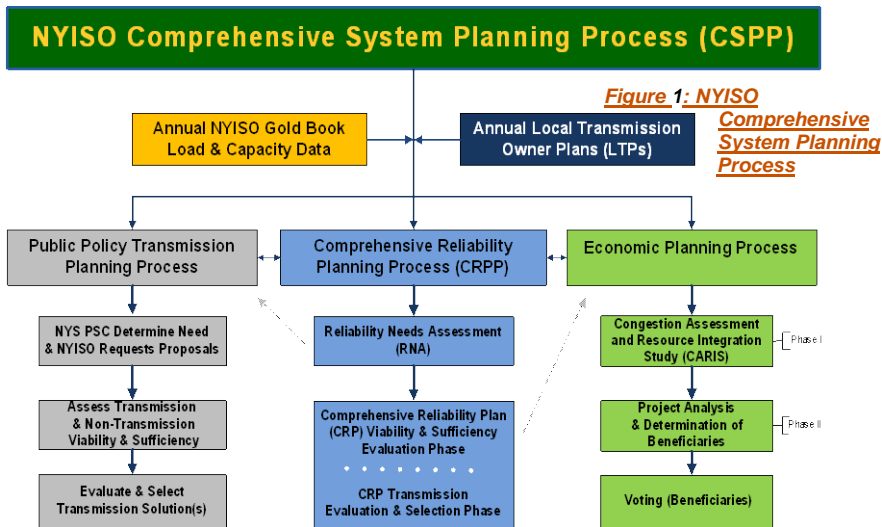 NYISO Comprehensive System Planning Process (CSPP)
Figure 1: NYISO
Comprehensive
System Planning
Process
Annual NYISO Gold Book
Load & Capacity Data
Annual Local Transmission
Owner Plans (LTPs)
Public Policy Transmission
Planning Process
Comprehensive Reliability
Planning Process (CRPP)
Economic Planning Process
NYS PSC Determine Need
& NYISO Requests Proposals
Reliability Needs Assessment
(RNA)
Congestion Assessment
and Resource Integration
Study (CARIS)
Phase I
Assess Transmission
& Non-Transmission
Viability & Sufficiency
Comprehensive Reliability Plan
(CRP) Viability & Sufficiency
Evaluation Phase
CRP Transmission
Evaluation & Selection Phase
Project Analysis
& Determination of
Beneficiaries
Phase II
Evaluate & Select
Transmission Solution(s)
Voting (Beneficiaries)